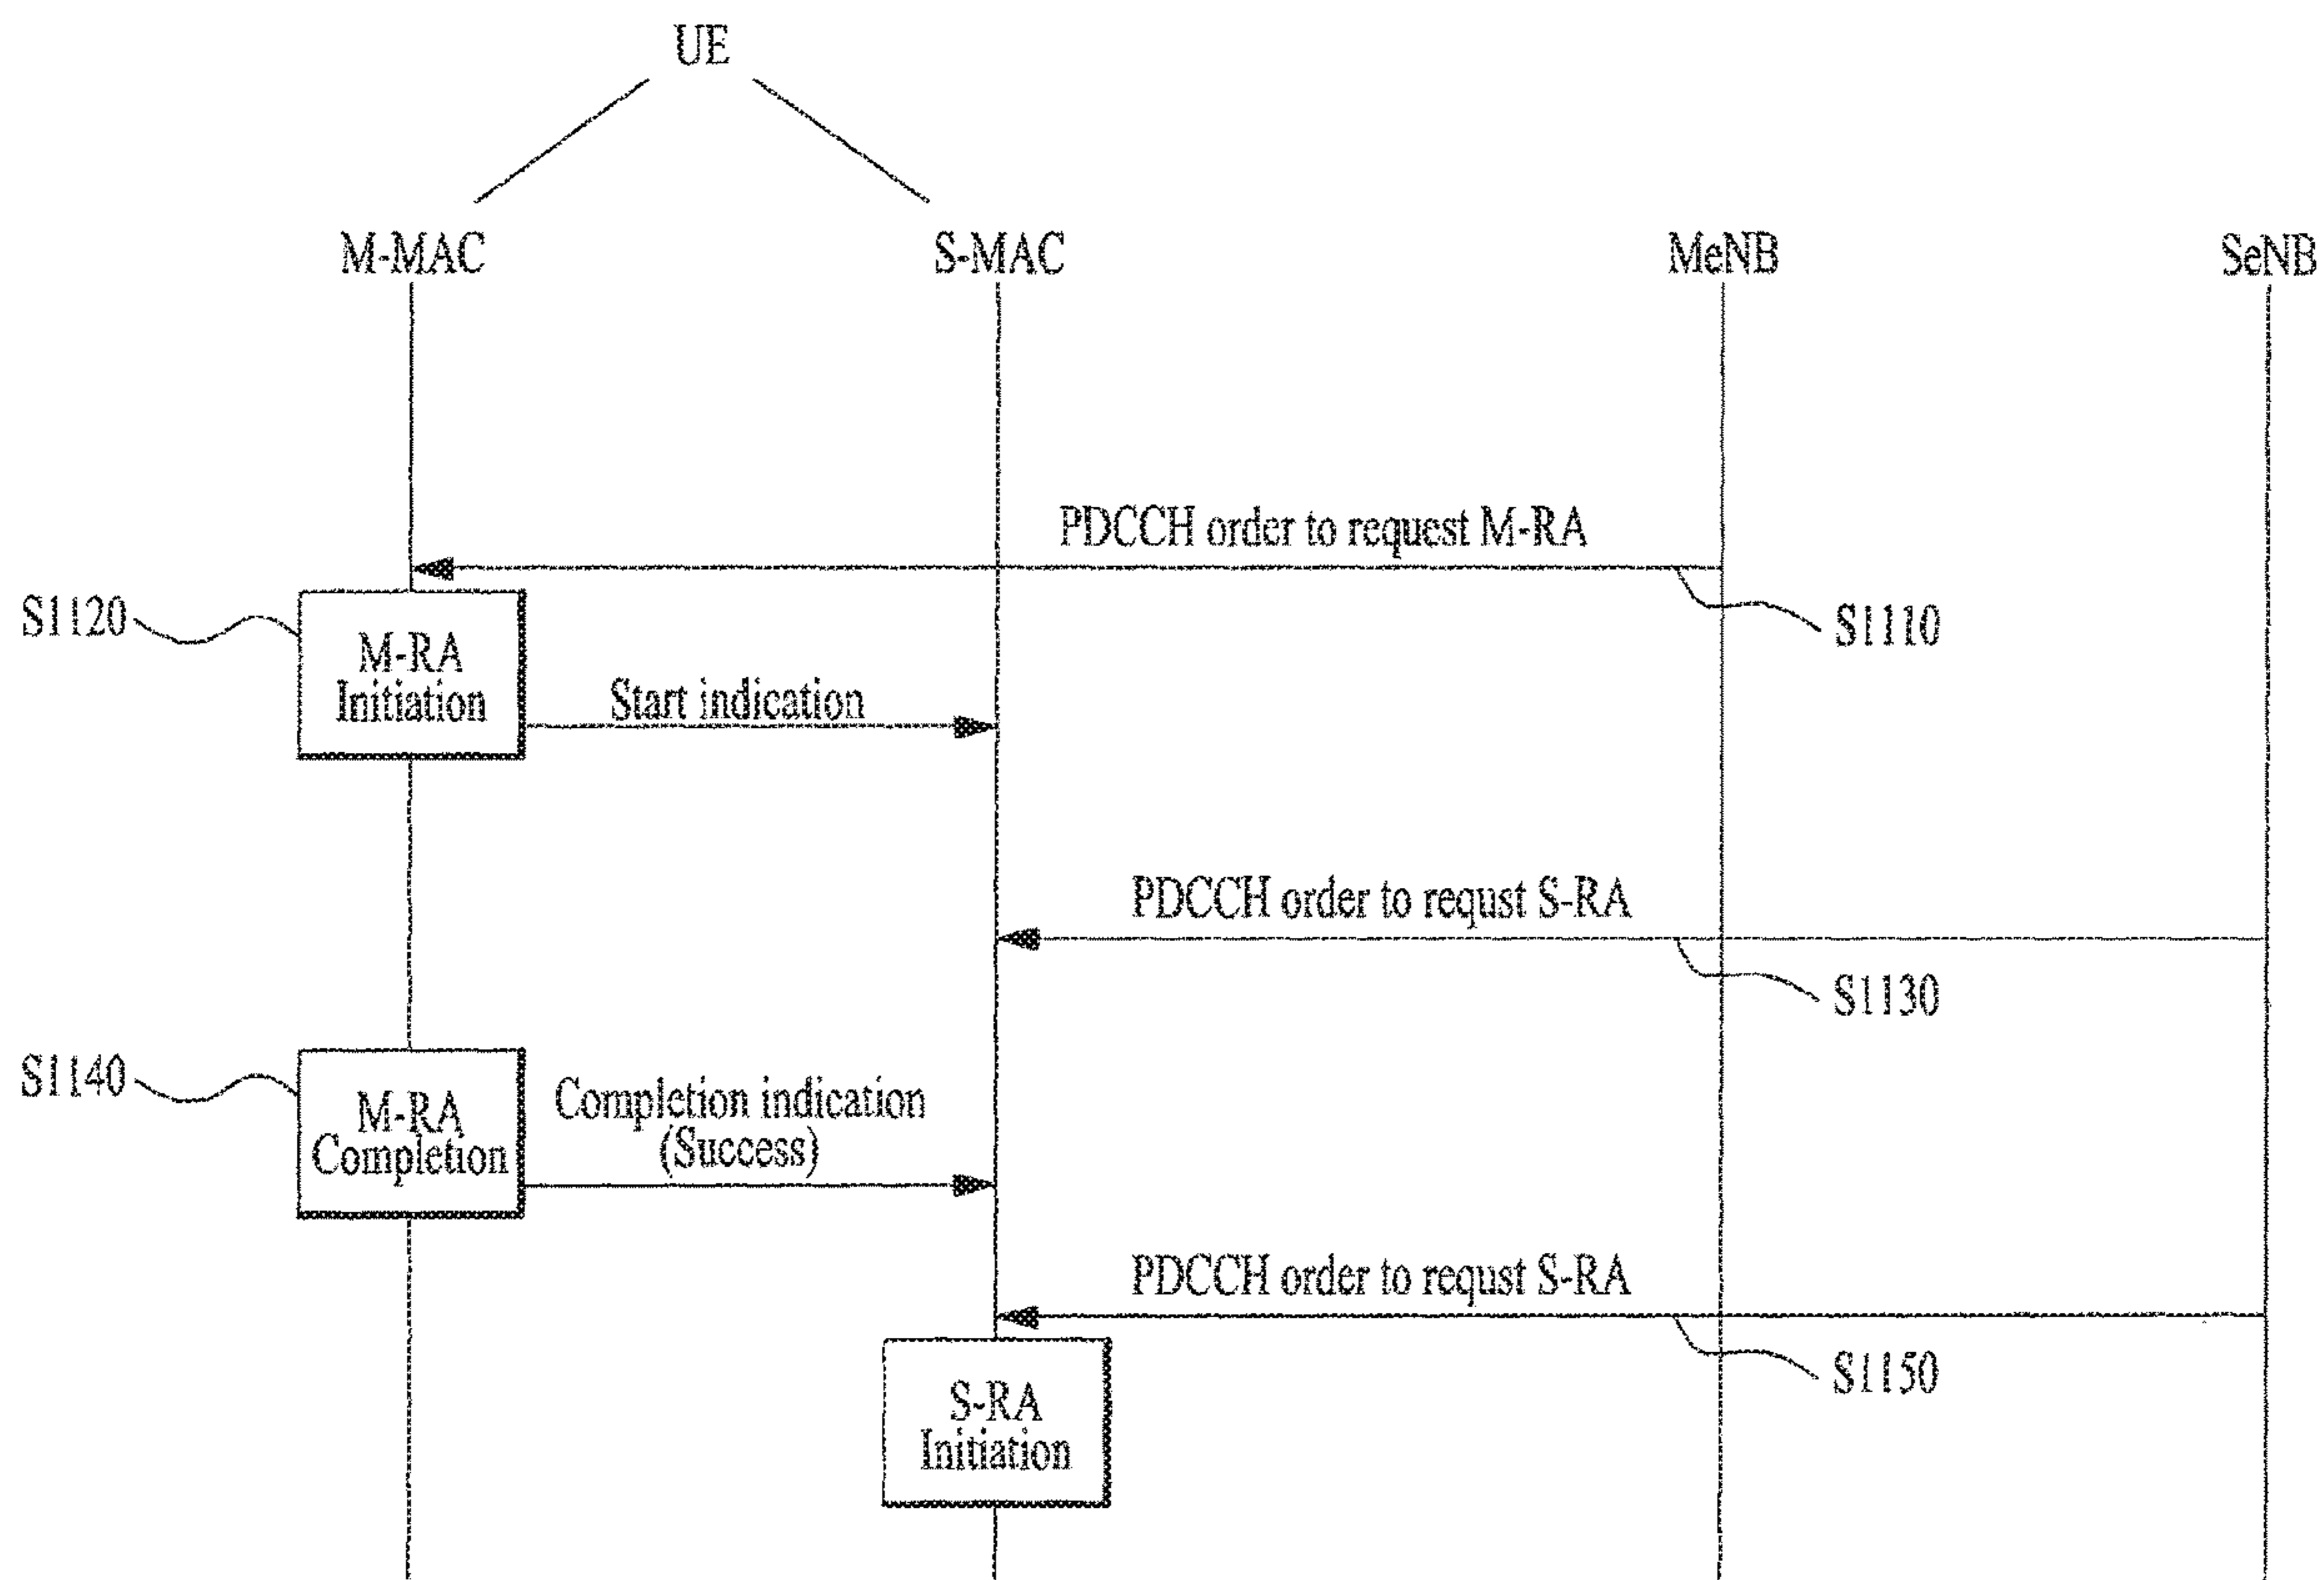 UE
M-MAC
S-MAC
MeNB
SeNB
PDCCH order to request M-RA
S1110
S1120
M-RA
Initiation
Start indication
PDCCH order to requst S-RA
S1130
S1140
M-RA
Completion
Completion indication
(Success)
PDCCH order to requst S-RA
S1150
S-RA
Initiation